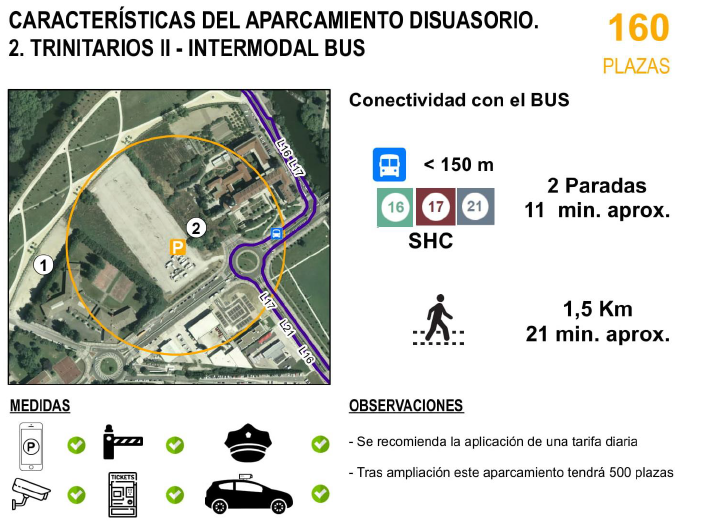 CARACTERÍSTICAS DEL APARCAMIENTO DISUASORIO.
2. TRINITARIOS II - INTERMODAL BUS
160
PLAZAS
Conectividad con el BUS
< 150 m
16 17 21
SHC
2 Paradas
11 min. aprox.
1,5 Km
21 min. aprox.
L16 L17
2
P
1
L17
L21
L16
MEDIDAS
P
TICKETS
OBSERVACIONES
- Se recomienda la aplicación de una tarifa diaria
- Tras ampliación este aparcamiento tendrá 500 plazas